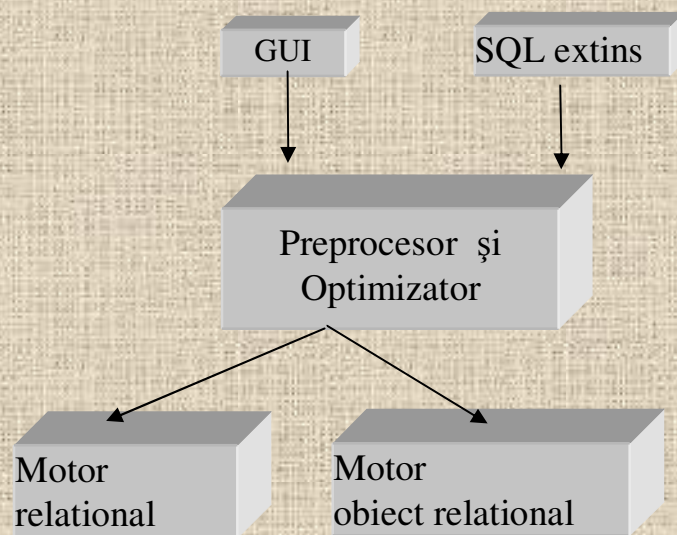 GUI
SQL extins
Preprocesor şi
Optimizator
Motor
relational
Motor
obiect relational